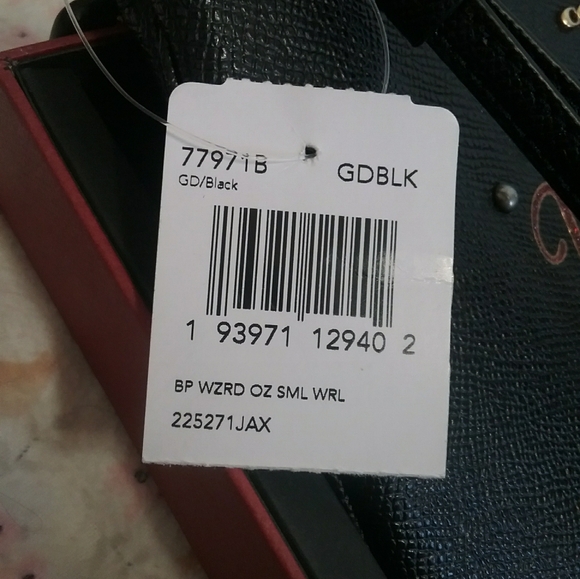 77971B GDBLK
GD/Black
1 93971 12940 2
BP WZRD OZ SML WRL
225271JAX